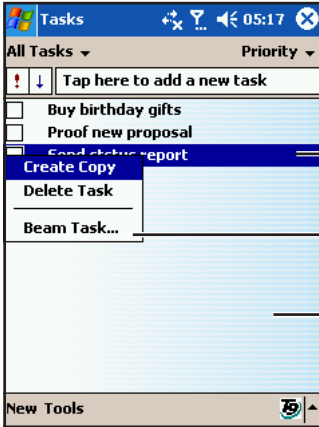 Tasks 05:17
All Tasks Priority
! ↓ Tap here to add a new task
Buy birthday gifts
Proof new proposal
Send status report
Create Copy
Delete Task
Beam Task...
New Tools T9